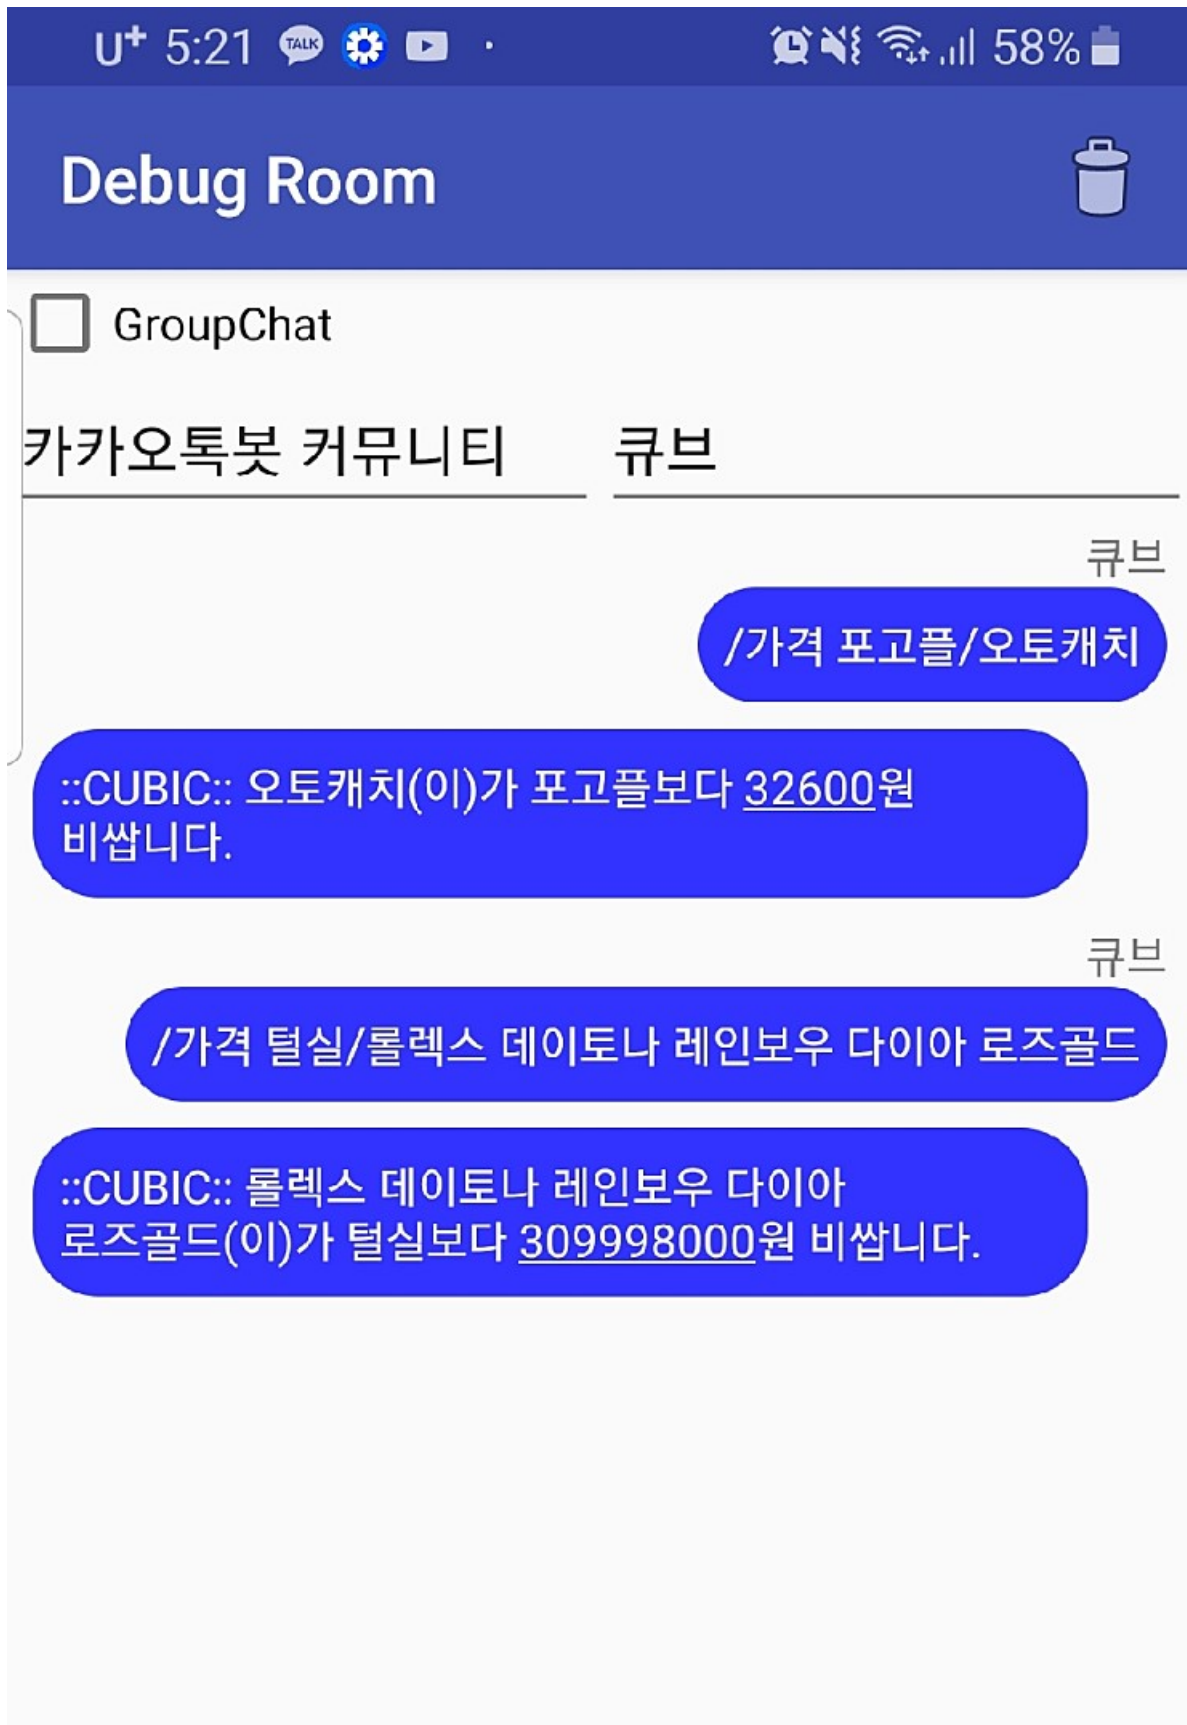 U+ 5:21 TALK 58%
Debug Room
GroupChat
카카오톡봇 커뮤니티 큐브
큐브
/가격 포고플/오토캐치
::CUBIC:: 오토캐치(이)가 포고플보다 32600원
비쌉니다.
큐브
/가격 털실/롤렉스 데이토나 레인보우 다이아 로즈골드
::CUBIC:: 롤렉스 데이토나 레인보우 다이아
로즈골드(이)가 털실보다 309998000원 비쌉니다.